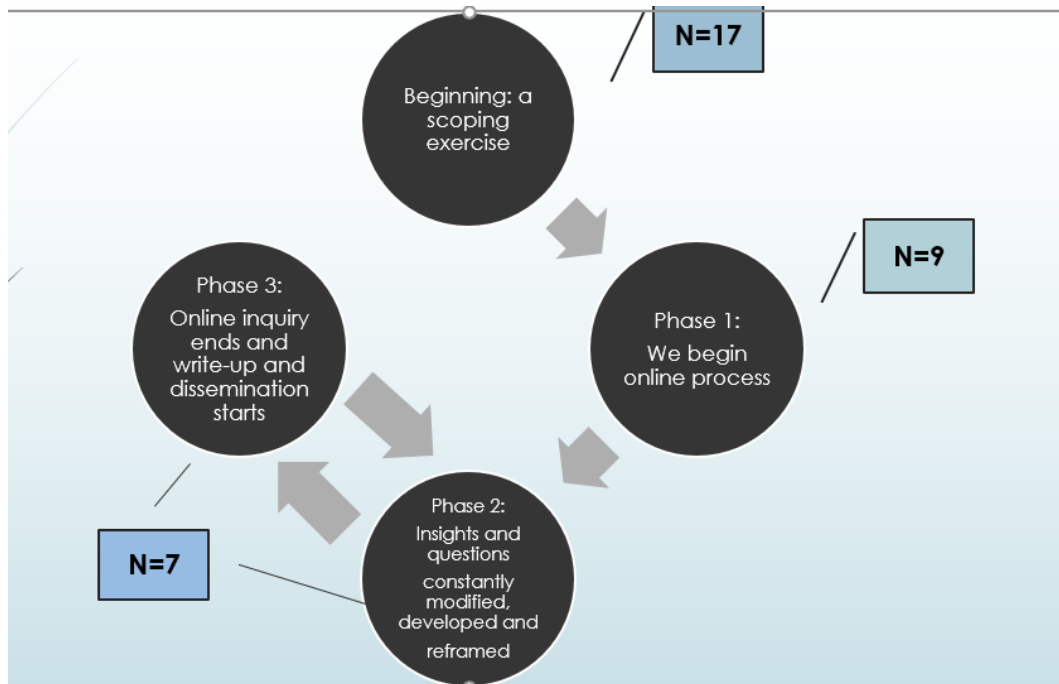 N=17
Beginning: a
scoping
exercise
N=9
Phase 1:
We begin
online process
Phase 3:
Online inquiry
ends and
write-up and
dissemination
starts
Phase 2:
Insights and
questions
constantly
modified,
developed and
reframed
N=7